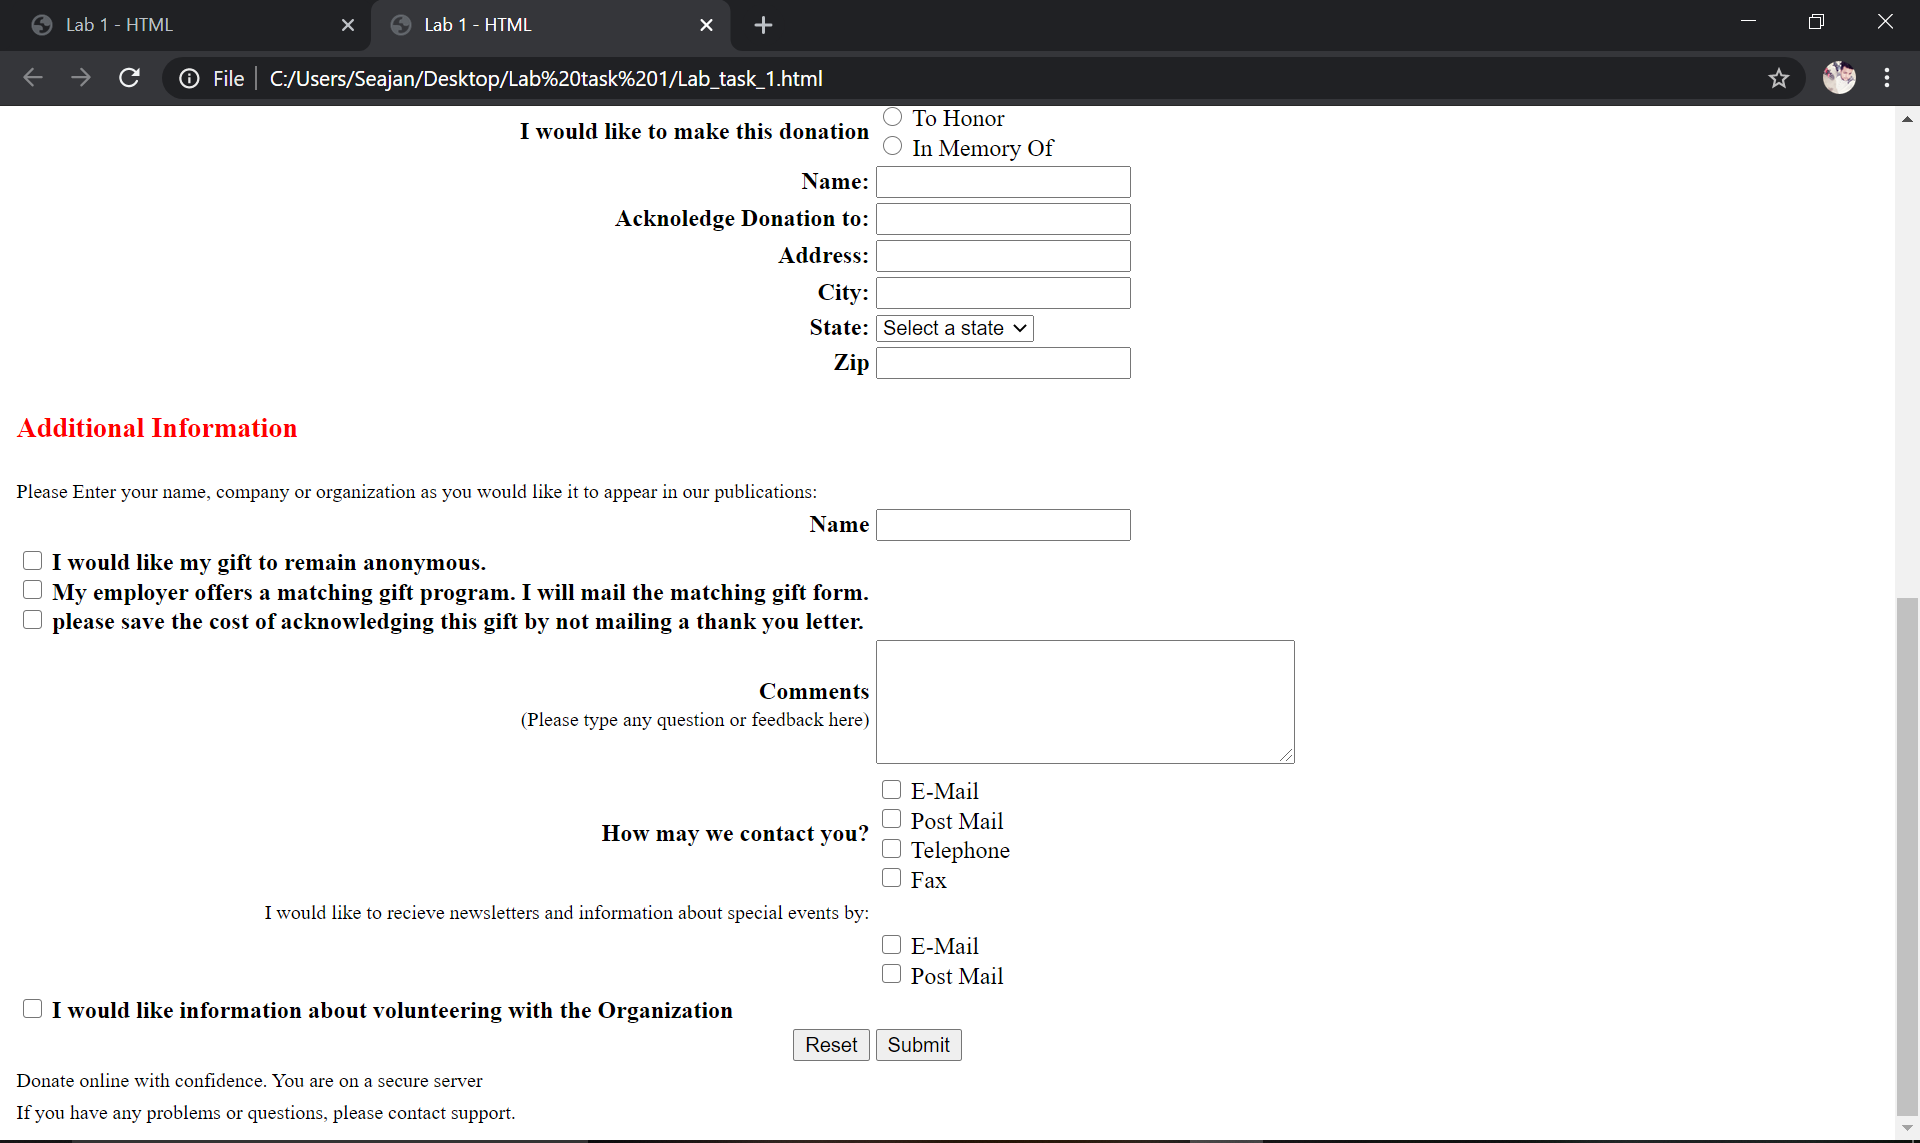 Lab 1 - HTML
Lab 1 - HTML
File
C:/Users/Seajan/Desktop/Lab%20task%201/Lab_task_1.html
I would like to make this donation
To Honor
In Memory Of
Name:
Acknoledge Donation to:
Address:
City:
State: Select a state
Zip
Additional Information
Please Enter your name, company or organization as you would like it to appear in our publications:
Name
I would like my gift to remain anonymous.
My employer offers a matching gift program. I will mail the matching gift form.
please save the cost of acknowledging this gift by not mailing a thank you letter.
Comments
(Please type any question or feedback here)
How may we contact you?
E-Mail
Post Mail
Telephone
Fax
I would like to recieve newsletters and information about special events by:
E-Mail
Post Mail
I would like information about volunteering with the Organization
Reset Submit
Donate online with confidence. You are on a secure server
If you have any problems or questions, please contact support.